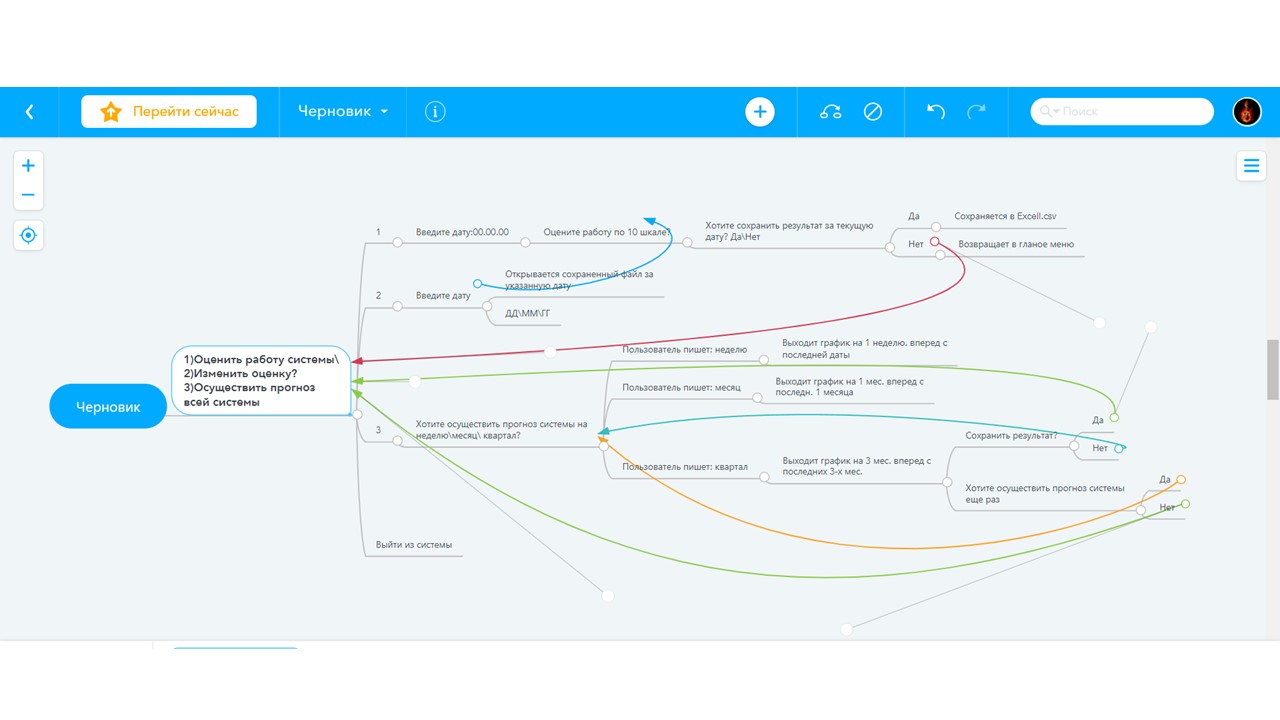 Перейти сейчас
Черновик
Поиск
Черновик
1)Оценить работу системы\
2)Изменить оценку?
3)Осуществить прогноз
всей системы
1
Введите дату:00.00.00
Оцените работу по 10 шкале?
Хотите сохранить результат за текущую
дату? Да\Нет
Да
Сохраняется в Excell.csv
Нет
Возвращает в гланое меню
2
Введите дату
Открывается сохраненный файл за
указанную дату
ДД\ММ\ГГ
3
Хотите осуществить прогноз системы на
неделю\месяц\ квартал?
Пользователь пишет: неделю
Выходит график на 1 неделю. вперед с
последней даты
Пользователь пишет: месяц
Выходит график на 1 мес. вперед с
последн. 1 месяца
Пользователь пишет: квартал
Выходит график на 3 мес. вперед с
последних 3-х мес.
Сохранить результат?
Да
Нет
Хотите осуществить прогноз системы
еще раз
Да
Нет
Выйти из системы